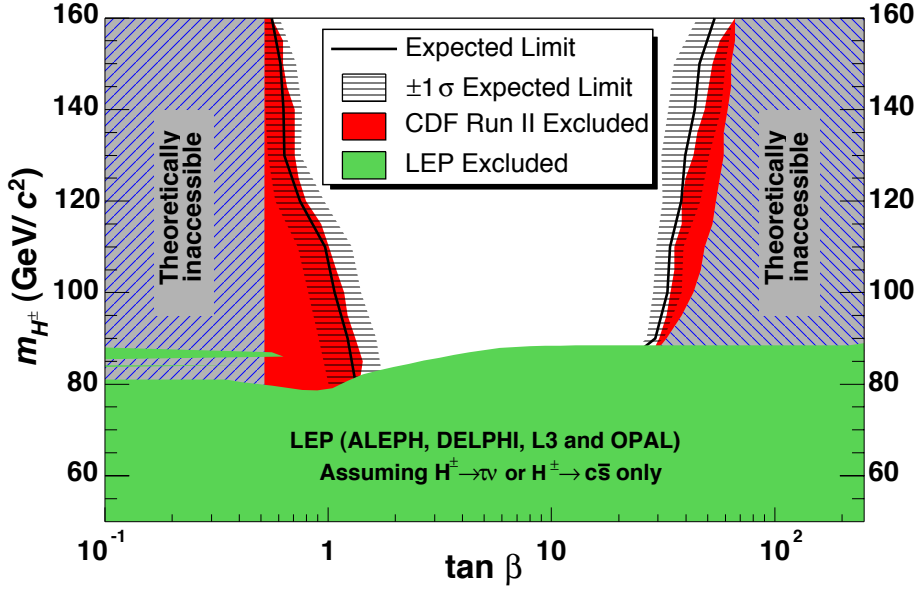 160
140
120
100
80
60
160
140
120
100
80
60
Expected Limit
±1 σ Expected Limit
CDF Run II Excluded
LEP Excluded
Theoretically
inaccessible
Theoretically
inaccessible
m_H± (GeV/c²)
LEP (ALEPH, DELPHI, L3 and OPAL)
Assuming H±→τν or H±→cs̄ only
10⁻¹
1
10
10²
tan β